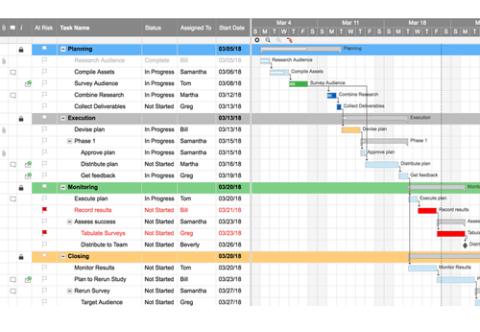 Mar 4 Mar 11 Mar 18
At Risk Task Name Status Assigned To Start Date S M T W T F S S M T W T F S S M T W T F S S M
Planning 03/05/18 Planning
Research Audience Complete Bill 03/05/18 Research Audience
Compile Assets In Progress Samantha 03/06/18 Compile Assets
Survey Audience In Progress Tom 03/08/18 Survey Audience
Combine Research In Progress Martha 03/12/18 Combine Research
Collect Deliverables Not Started Greg 03/13/18 Collect Deliverables
Execution 03/13/18 Execution
Devise plan In Progress Bill 03/13/18 Devise plan
Phase 1 In Progress Samantha 03/15/18 Phase 1
Approve plan In Progress Samantha 03/15/18 Approve plan
Distribute plan Not Started Martha 03/16/18 Distribute plan
Get feedback In Progress Greg 03/19/18 Get feedback
Monitoring 03/20/18
Execute plan In Progress Tom 03/20/18 Execute plan
Record results Not Started Bill 03/21/18 Record results
Assess success Not Started Samantha 03/23/18
Tabulate Surveys Not Started Greg 03/23/18
Distribute to Team Not Started Beverly 03/26/18
Closing 03/20/18
Monitor Results In Progress Tom 03/20/18 Monitor Results
Plan to Rerun Study Not Started Bill 03/23/18
Rerun Survey Not Started Samantha 03/27/18
Target Audience Not Started Greg 03/27/18